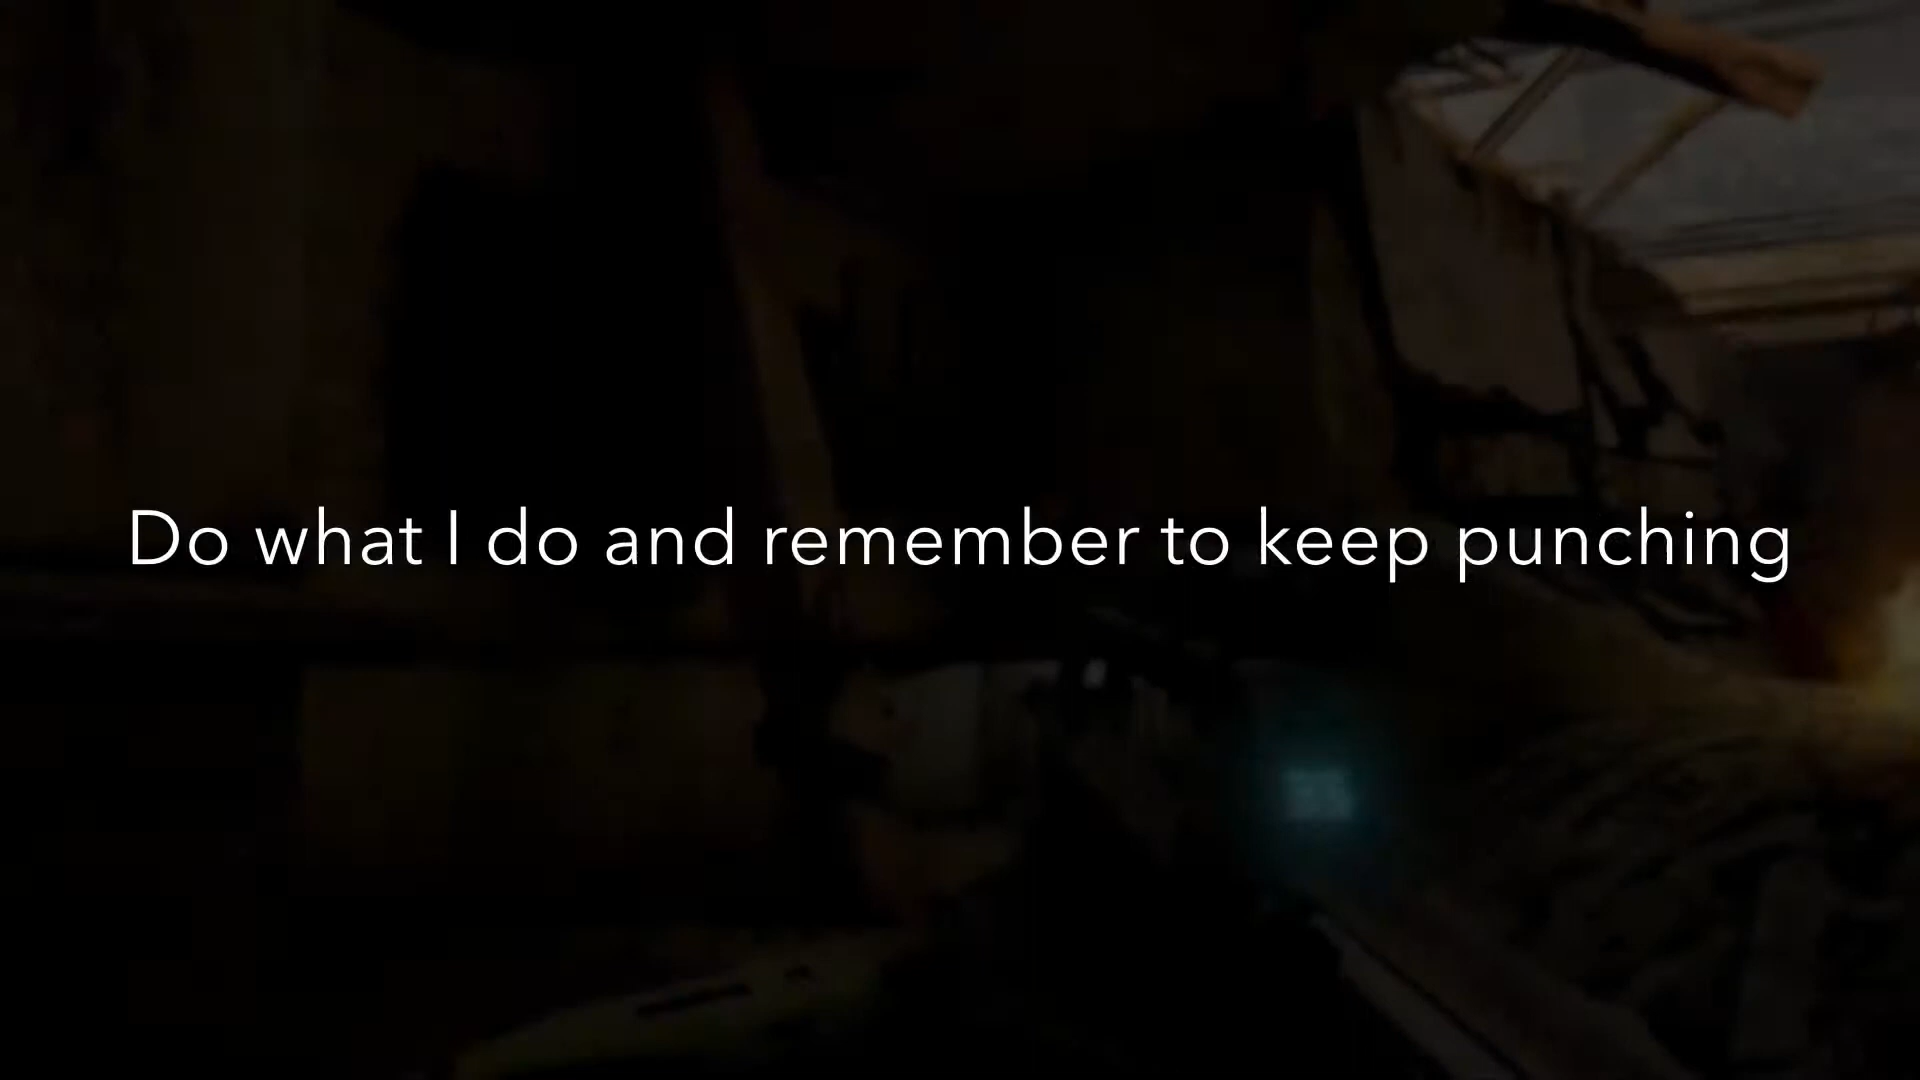 Do what I do and remember to keep punching